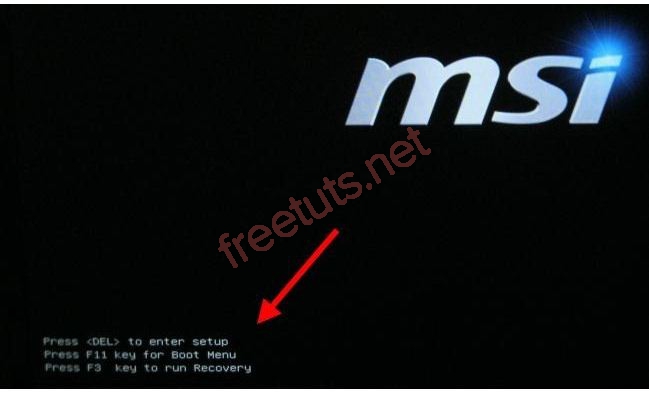 msi
freetuts.net
Press <DEL> to enter setup
Press F11 key for Boot Menu
Press F3 key to run Recovery